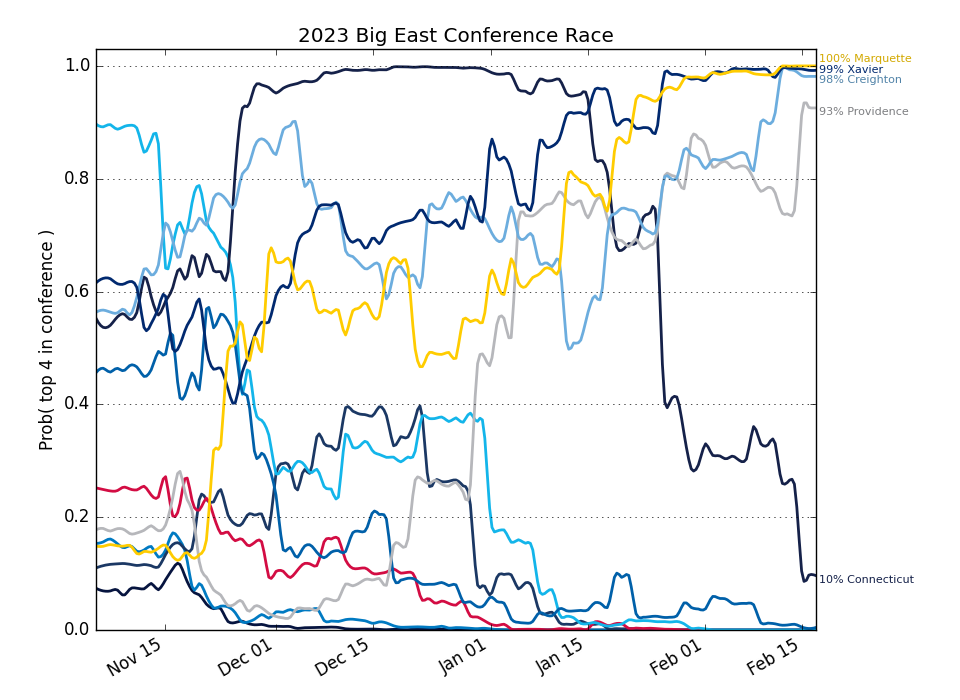 2023 Big East Conference Race
Prob( top 4 in conference )
1.0
0.8
0.6
0.4
0.2
0.0
Nov 15
Dec 01
Dec 15
Jan 01
Jan 15
Feb 01
Feb 15
100% Marquette
99% Xavier
98% Creighton
93% Providence
10% Connecticut